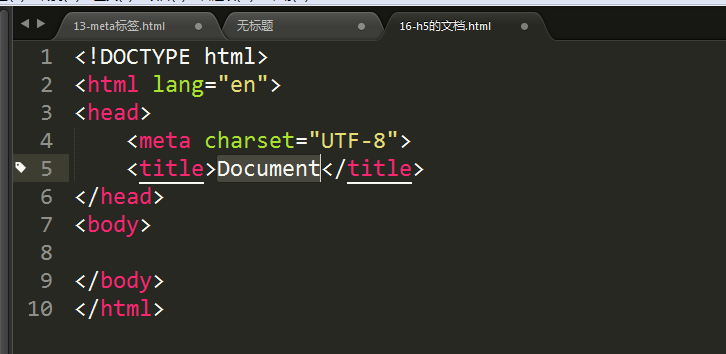 13-meta标签.html
无标题
16-h5的文档.html
1 <!DOCTYPE html>
2 <html lang="en">
3 <head>
4     <meta charset="UTF-8">
5     <title>Document</title>
6 </head>
7 <body>
8
9 </body>
10 </html>